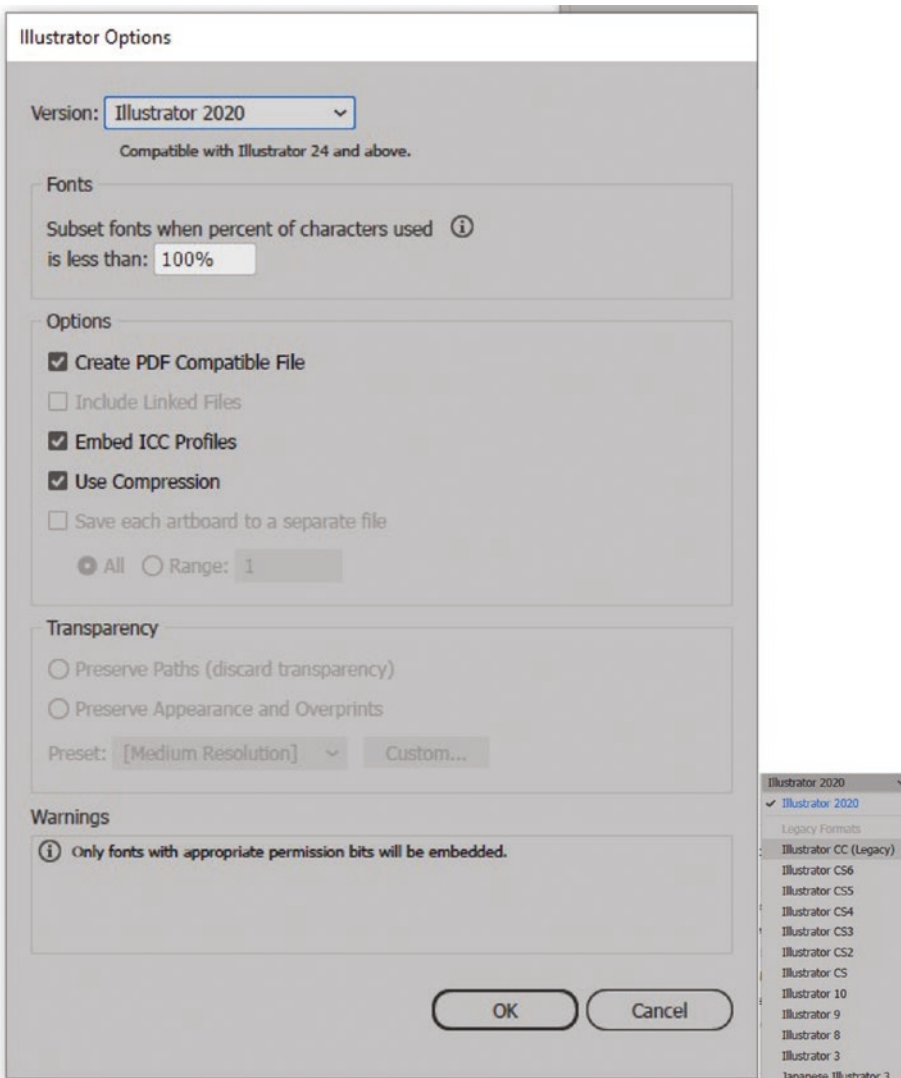 Illustrator Options
Version: Illustrator 2020
Compatible with Illustrator 24 and above.
Fonts
Subset fonts when percent of characters used
is less than: 100%
Options
Create PDF Compatible File
Include Linked Files
Embed ICC Profiles
Use Compression
Save each artboard to a separate file
All Range: 1
Transparency
Preserve Paths (discard transparency)
Preserve Appearance and Overprints
Preset: [Medium Resolution] Custom...
Warnings
Only fonts with appropriate permission bits will be embedded.
OK Cancel
Illustrator 2020
Illustrator 2020
Legacy Formats
Illustrator CC (Legacy)
Illustrator CS6
Illustrator CS5
Illustrator CS4
Illustrator CS3
Illustrator CS2
Illustrator CS
Illustrator 10
Illustrator 9
Illustrator 8
Illustrator 3
Japanese Illustrator 3